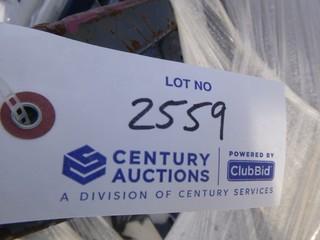 LOT NO
2559
CENTURY
AUCTIONS
POWERED BY
ClubBid
A DIVISION OF CENTURY SERVICES